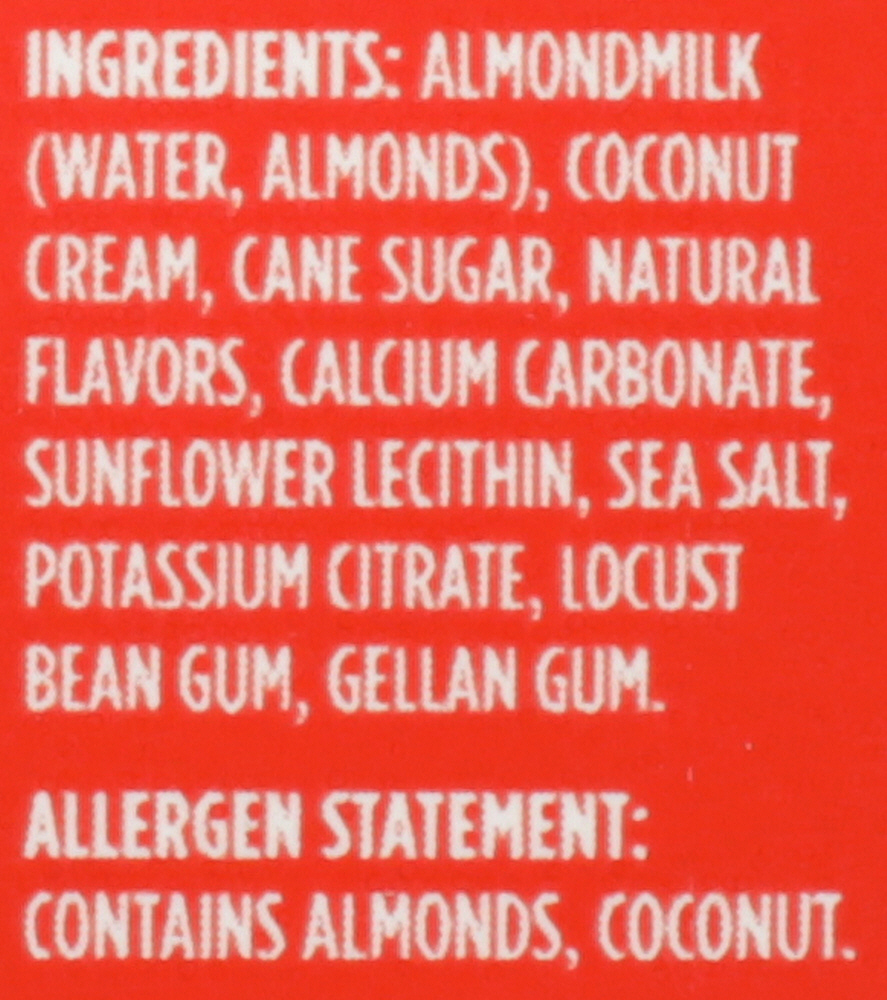 INGREDIENTS: ALMONDMILK
(WATER, ALMONDS), COCONUT
CREAM, CANE SUGAR, NATURAL
FLAVORS, CALCIUM CARBONATE,
SUNFLOWER LECITHIN, SEA SALT,
POTASSIUM CITRATE, LOCUST
BEAN GUM, GELLAN GUM.
ALLERGEN STATEMENT:
CONTAINS ALMONDS, COCONUT.